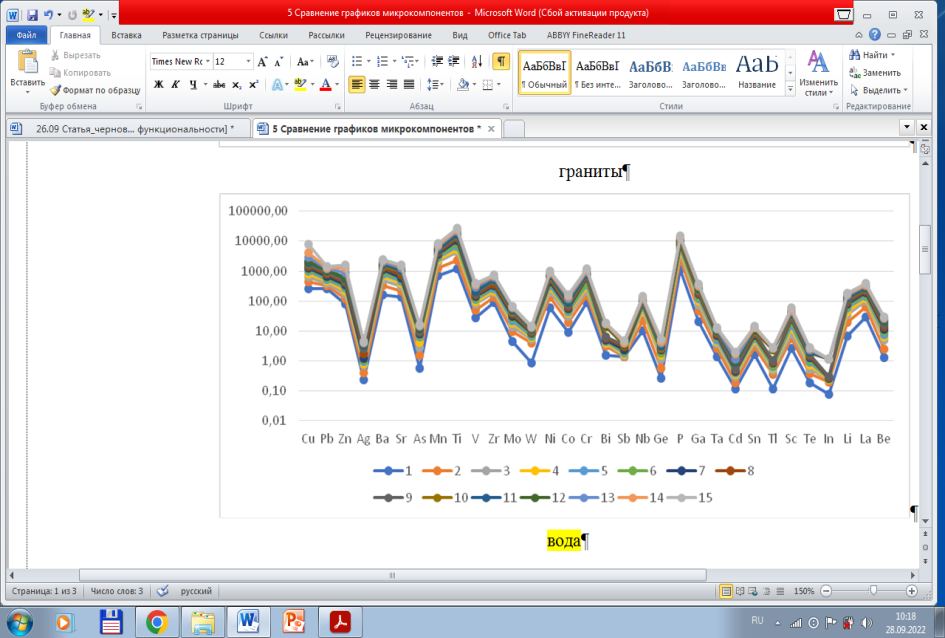 5 Сравнение графиков микрокомпонентов - Microsoft Word (Сбой активации продукта)
Файл Главная Вставка Разметка страницы Ссылки Рассылки Рецензирование Вид Office Tab ABBYY FineReader 11
Вставить
Вырезать
Копировать
Формат по образцу
Буфер обмена
Times New Ro 12
Ж К Ч abc x₂ x²
Шрифт
Абзац
АаБбВвГ АаБбВвГ АаБбВ АаБбВв АаБ
¶ Обычный ¶ Без инте... Заголово... Заголово... Название
Изменить стили
Стили
Найти
Заменить
Выделить
Редактирование
26.09 Статья_чернов... функциональности] * 5 Сравнение графиков микрокомпонентов *
граниты¶
100000,00
10000,00
1000,00
100,00
10,00
1,00
0,10
0,01
Cu Pb Zn Ag Ba Sr As Mn Ti V Zr Mo W Ni Co Cr Bi Sb Nb Ge P Ga Ta Cd Sn Tl Sc Te In Li La Be
1 2 3 4 5 6 7 8
9 10 11 12 13 14 15
¶
вода¶
Страница: 1 из 3 Число слов: 3 русский 150%
RU 10:18
28.09.2022